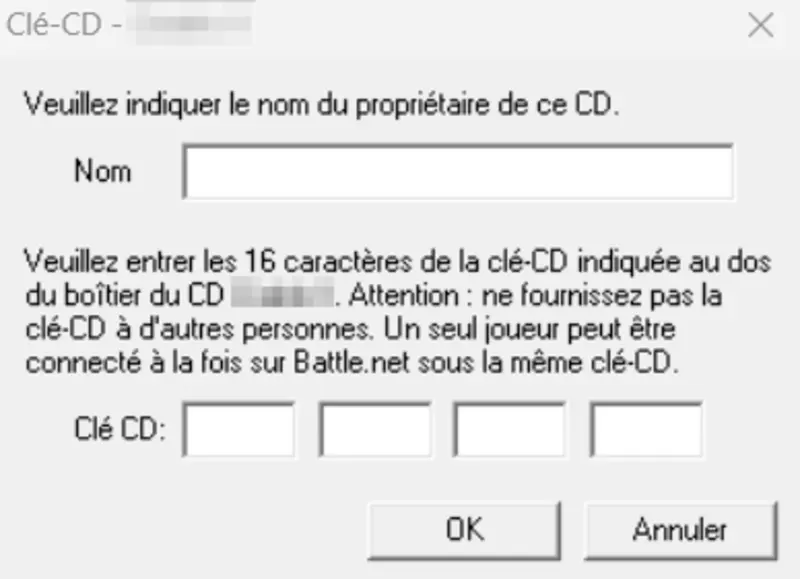 Clé-CD -
Veuillez indiquer le nom du propriétaire de ce CD.
Nom
Veuillez entrer les 16 caractères de la clé-CD indiquée au dos
du boîtier du CD . Attention : ne fournissez pas la
clé-CD à d'autres personnes. Un seul joueur peut être
connecté à la fois sur Battle.net sous la même clé-CD.
Clé CD:
OK Annuler